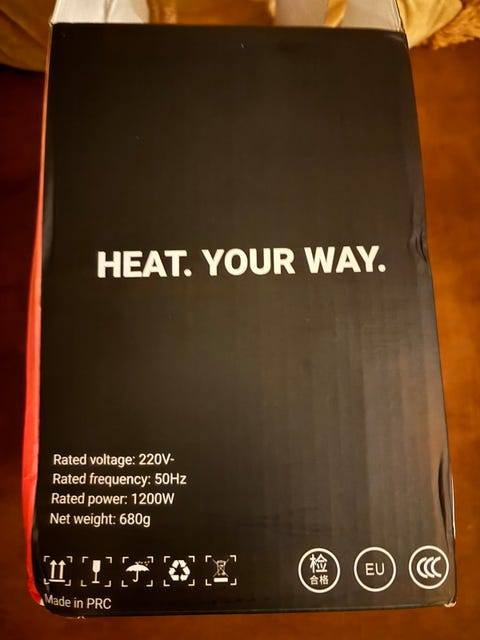 HEAT. YOUR WAY.
Rated voltage: 220V-
Rated frequency: 50Hz
Rated power: 1200W
Net weight: 680g
检
合格
EU
CCC
Made in PRC